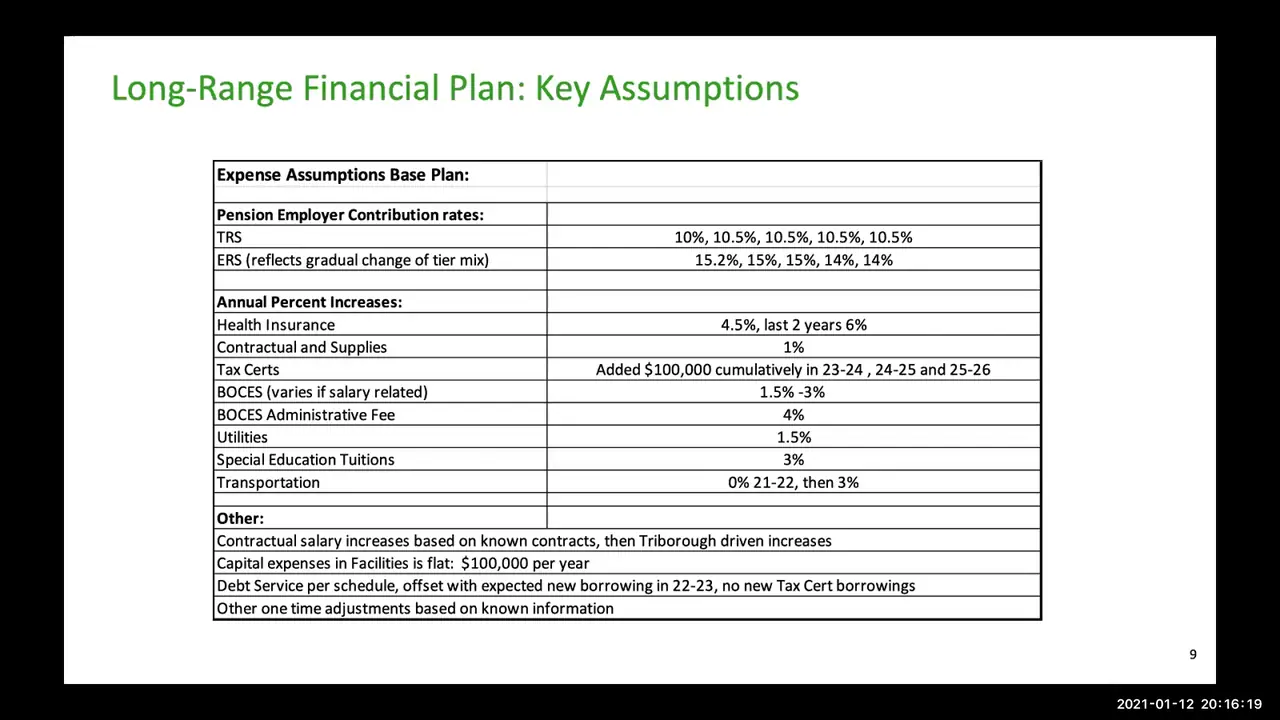 Long-Range Financial Plan: Key Assumptions
Expense Assumptions Base Plan:
Pension Employer Contribution rates:
TRS 10%, 10.5%, 10.5%, 10.5%, 10.5%
ERS (reflects gradual change of tier mix) 15.2%, 15%, 15%, 14%, 14%
Annual Percent Increases:
Health Insurance 4.5%, last 2 years 6%
Contractual and Supplies 1%
Tax Certs Added $100,000 cumulatively in 23-24 , 24-25 and 25-26
BOCES (varies if salary related) 1.5% -3%
BOCES Administrative Fee 4%
Utilities 1.5%
Special Education Tuitions 3%
Transportation 0% 21-22, then 3%
Other:
Contractual salary increases based on known contracts, then Triborough driven increases
Capital expenses in Facilities is flat:  $100,000 per year
Debt Service per schedule, offset with expected new borrowing in 22-23, no new Tax Cert borrowings
Other one time adjustments based on known information
9
2021-01-12 20:16:19